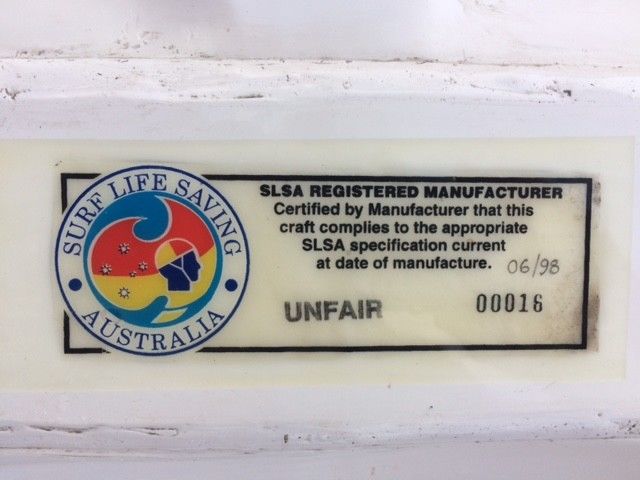 SURF LIFE SAVING
AUSTRALIA
SLSA REGISTERED MANUFACTURER
Certified by Manufacturer that this
craft complies to the appropriate
SLSA specification current
at date of manufacture. 06/98
UNFAIR 00016